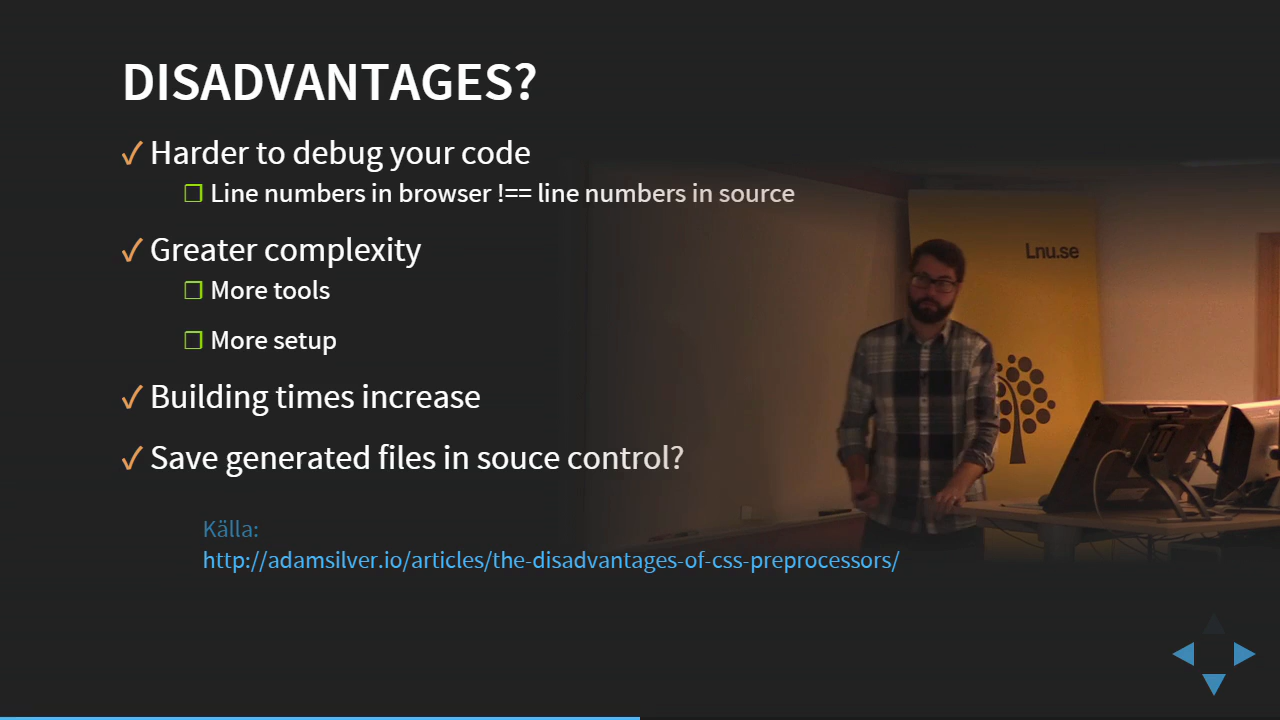 DISADVANTAGES?
Harder to debug your code
Line numbers in browser !== line numbers in source
Greater complexity
More tools
More setup
Building times increase
Save generated files in souce control?
Källa:
http://adamsilver.io/articles/the-disadvantages-of-css-preprocessors/
Lnu.se